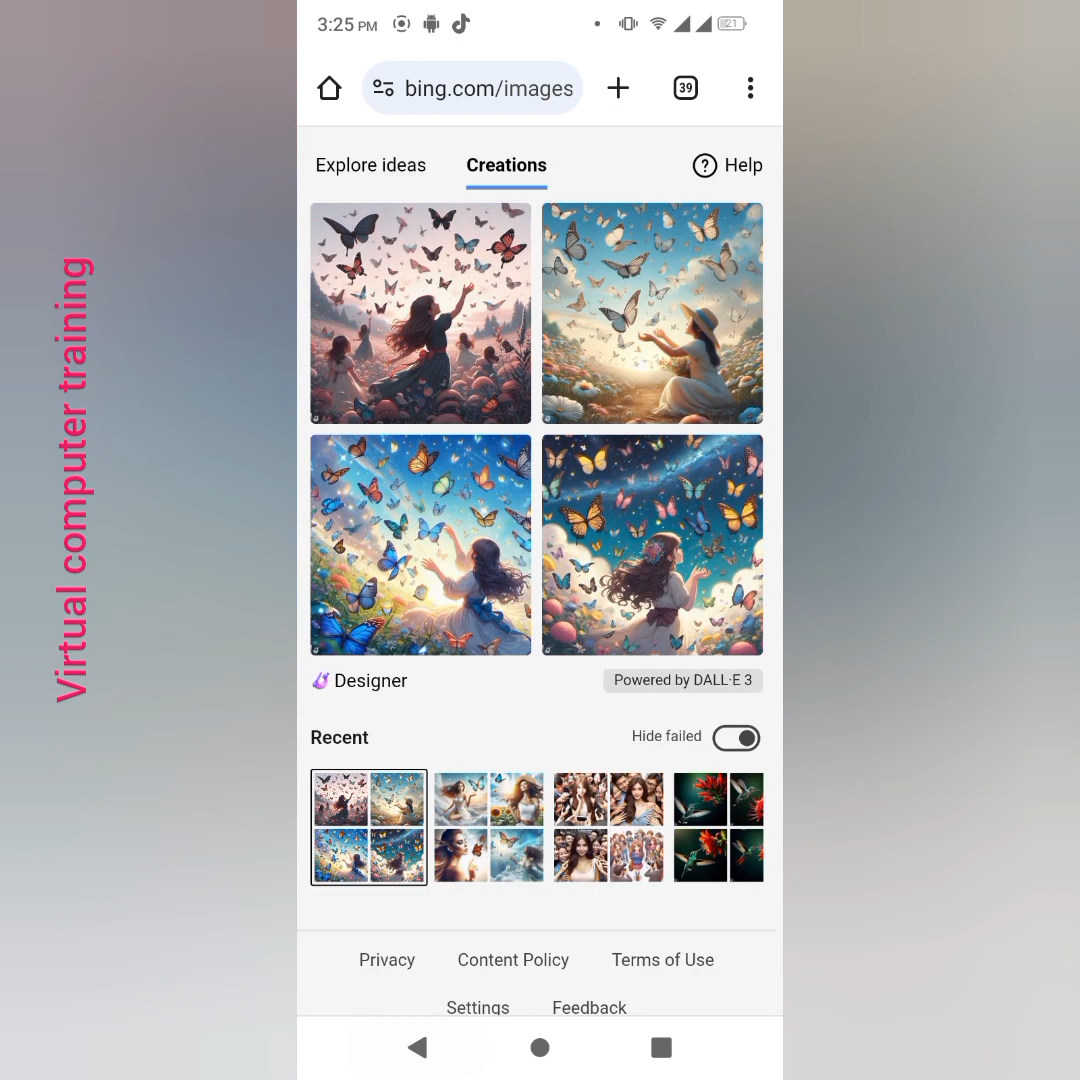 Virtual computer training
3:25 PM
21
bing.com/images
39
Explore ideas
Creations
Help
Designer
Powered by DALL·E 3
Recent
Hide failed
Privacy
Content Policy
Terms of Use
Settings
Feedback